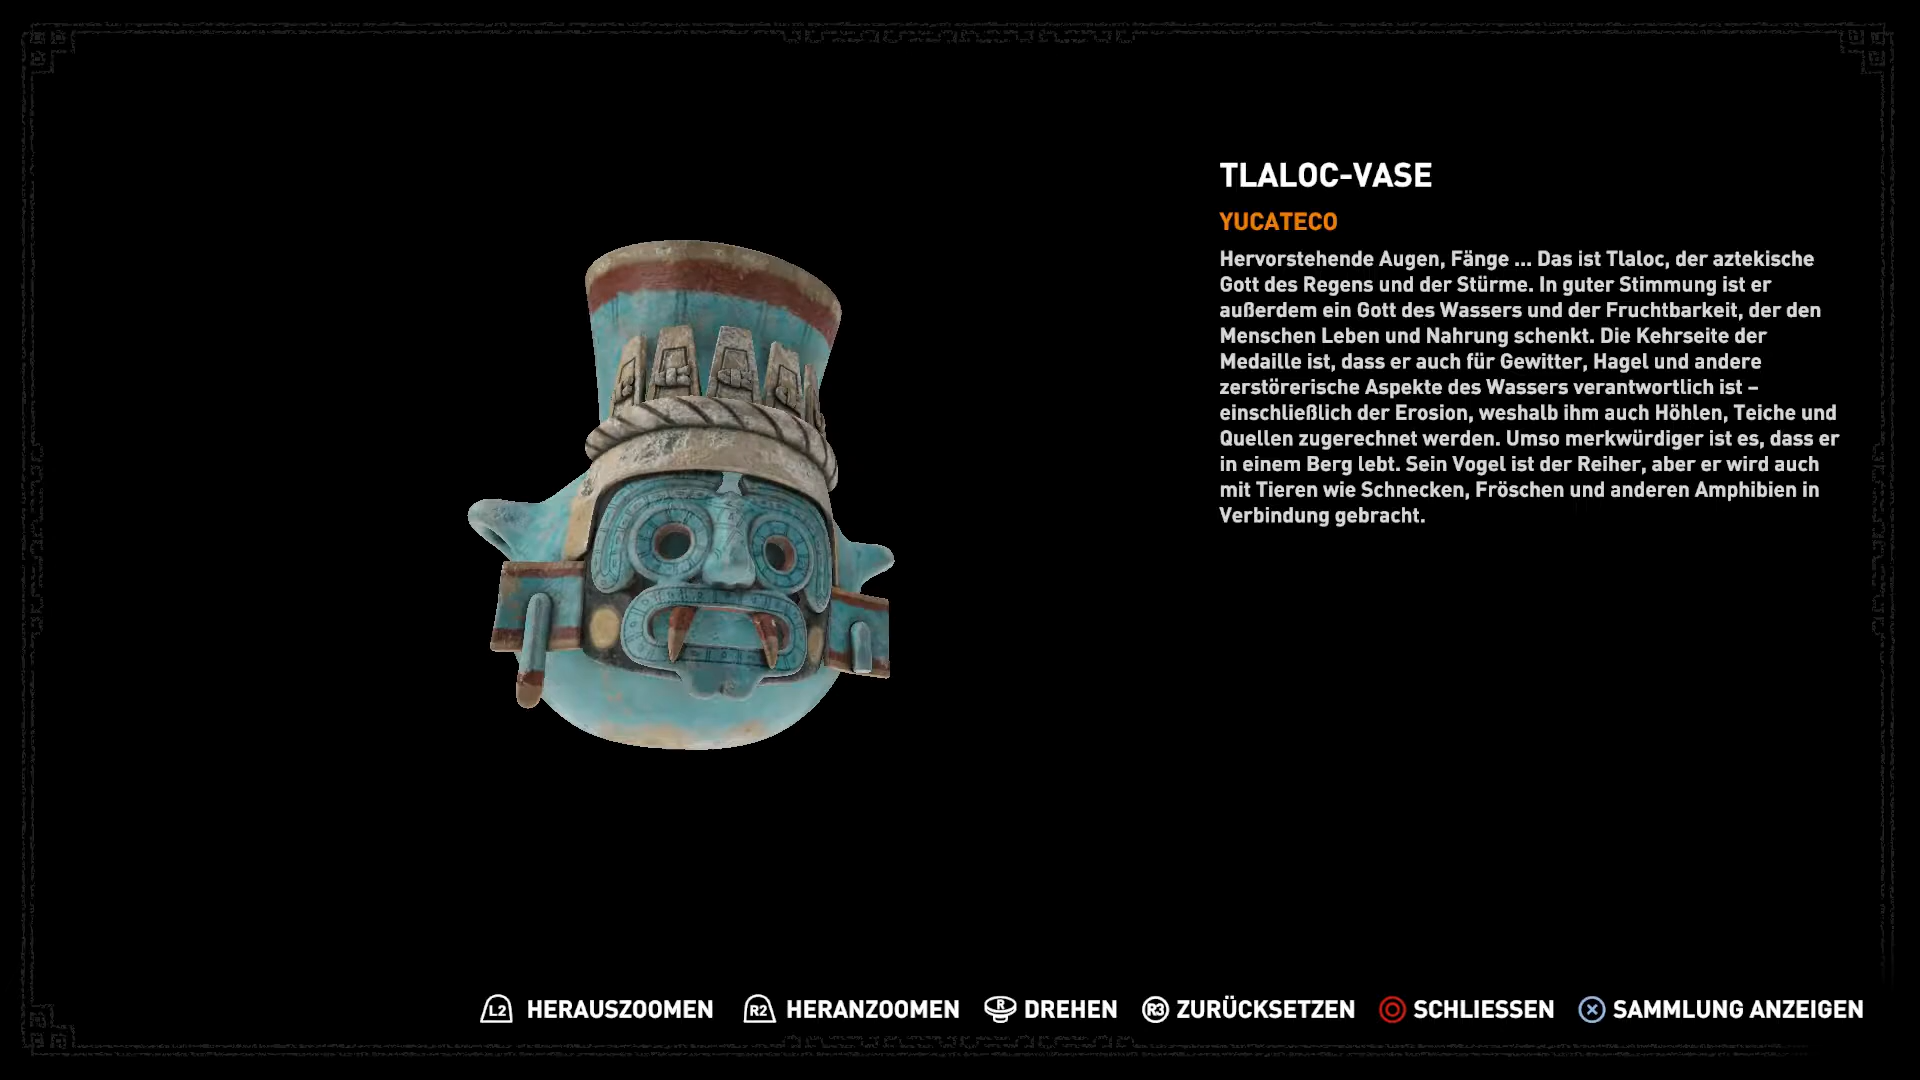 TLALOC-VASE
YUCATECO
Hervorstehende Augen, Fänge ... Das ist Tlaloc, der aztekische
Gott des Regens und der Stürme. In guter Stimmung ist er
außerdem ein Gott des Wassers und der Fruchtbarkeit, der den
Menschen Leben und Nahrung schenkt. Die Kehrseite der
Medaille ist, dass er auch für Gewitter, Hagel und andere
zerstörerische Aspekte des Wassers verantwortlich ist –
einschließlich der Erosion, weshalb ihm auch Höhlen, Teiche und
Quellen zugerechnet werden. Umso merkwürdiger ist es, dass er
in einem Berg lebt. Sein Vogel ist der Reiher, aber er wird auch
mit Tieren wie Schnecken, Fröschen und anderen Amphibien in
Verbindung gebracht.
L2 HERAUSZOOMEN R2 HERANZOOMEN R DREHEN R3 ZURÜCKSETZEN SCHLIESSEN SAMMLUNG ANZEIGEN